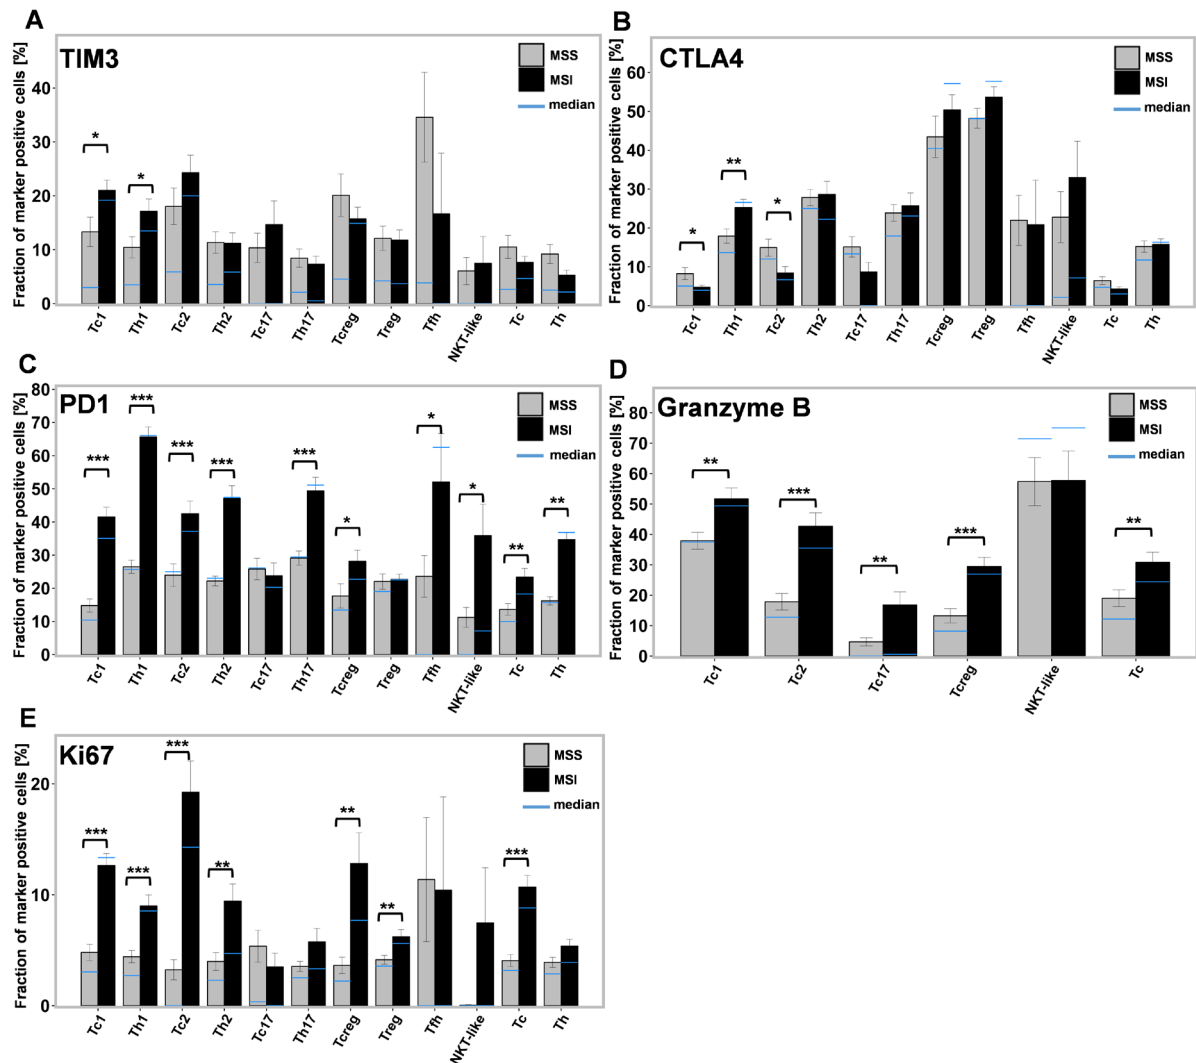 A
TIM3
MSS
MSI
median
Fraction of marker positive cells [%]
40
30
20
10
0
*
*
Tc1 Th1 Tc2 Th2 Tc17 Th17 Tcreg Treg Tfh NKT-like Tc Th
B
CTLA4
MSS
MSI
median
Fraction of marker positive cells [%]
60
50
40
30
20
10
0
*
**
*
Tc1 Th1 Tc2 Th2 Tc17 Th17 Tcreg Treg Tfh NKT-like Tc Th
C
PD1
MSS
MSI
median
Fraction of marker positive cells [%]
80
70
60
50
40
30
20
10
0
***
***
***
***
***
*
*
*
**
**
Tc1 Th1 Tc2 Th2 Tc17 Th17 Tcreg Treg Tfh NKT-like Tc Th
D
Granzyme B
MSS
MSI
median
Fraction of marker positive cells [%]
80
70
60
50
40
30
20
10
0
**
***
**
***
**
Tc1 Tc2 Tc17 Tcreg NKT-like Tc
E
Ki67
MSS
MSI
median
Fraction of marker positive cells [%]
20
10
0
***
***
***
**
**
**
***
Tc1 Th1 Tc2 Th2 Tc17 Th17 Tcreg Treg Tfh NKT-like Tc Th